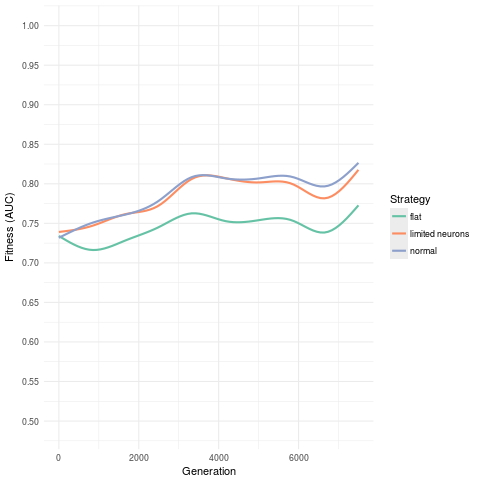 1.00
0.95
0.90
0.85
0.80
0.75
0.70
0.65
0.60
0.55
0.50
Fitness (AUC)
0 2000 4000 6000
Generation
Strategy
flat
limited neurons
normal